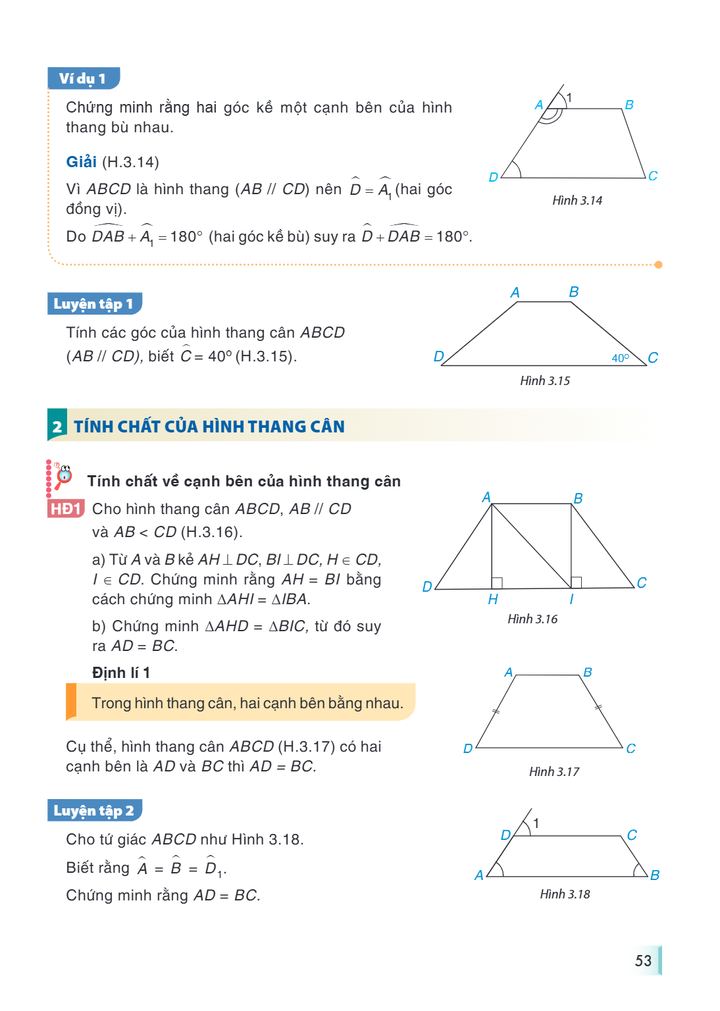 Ví dụ 1
Chứng minh rằng hai góc kề một cạnh bên của hình
thang bù nhau.
Giải (H.3.14)
Vì ABCD là hình thang (AB // CD) nên D̂ = Â₁ (hai góc
đồng vị).
Do D͡AB + Â₁ = 180° (hai góc kề bù) suy ra D̂ + D͡AB = 180°.
A 1 B
D C
Hình 3.14
Luyện tập 1
Tính các góc của hình thang cân ABCD
(AB // CD), biết Ĉ = 40º (H.3.15).
A B
D 40º C
Hình 3.15
2 TÍNH CHẤT CỦA HÌNH THANG CÂN
Tính chất về cạnh bên của hình thang cân
HĐ1 Cho hình thang cân ABCD, AB // CD
và AB < CD (H.3.16).
a) Từ A và B kẻ AH ⊥ DC, BI ⊥ DC, H ∈ CD,
I ∈ CD. Chứng minh rằng AH = BI bằng
cách chứng minh ∆AHI = ∆IBA.
b) Chứng minh ∆AHD = ∆BIC, từ đó suy
ra AD = BC.
A B
D C
H I
Hình 3.16
Định lí 1
Trong hình thang cân, hai cạnh bên bằng nhau.
Cụ thể, hình thang cân ABCD (H.3.17) có hai
cạnh bên là AD và BC thì AD = BC.
A B
D C
Hình 3.17
Luyện tập 2
Cho tứ giác ABCD như Hình 3.18.
Biết rằng Â = B̂ = D̂₁.
Chứng minh rằng AD = BC.
1
D C
A B
Hình 3.18
53